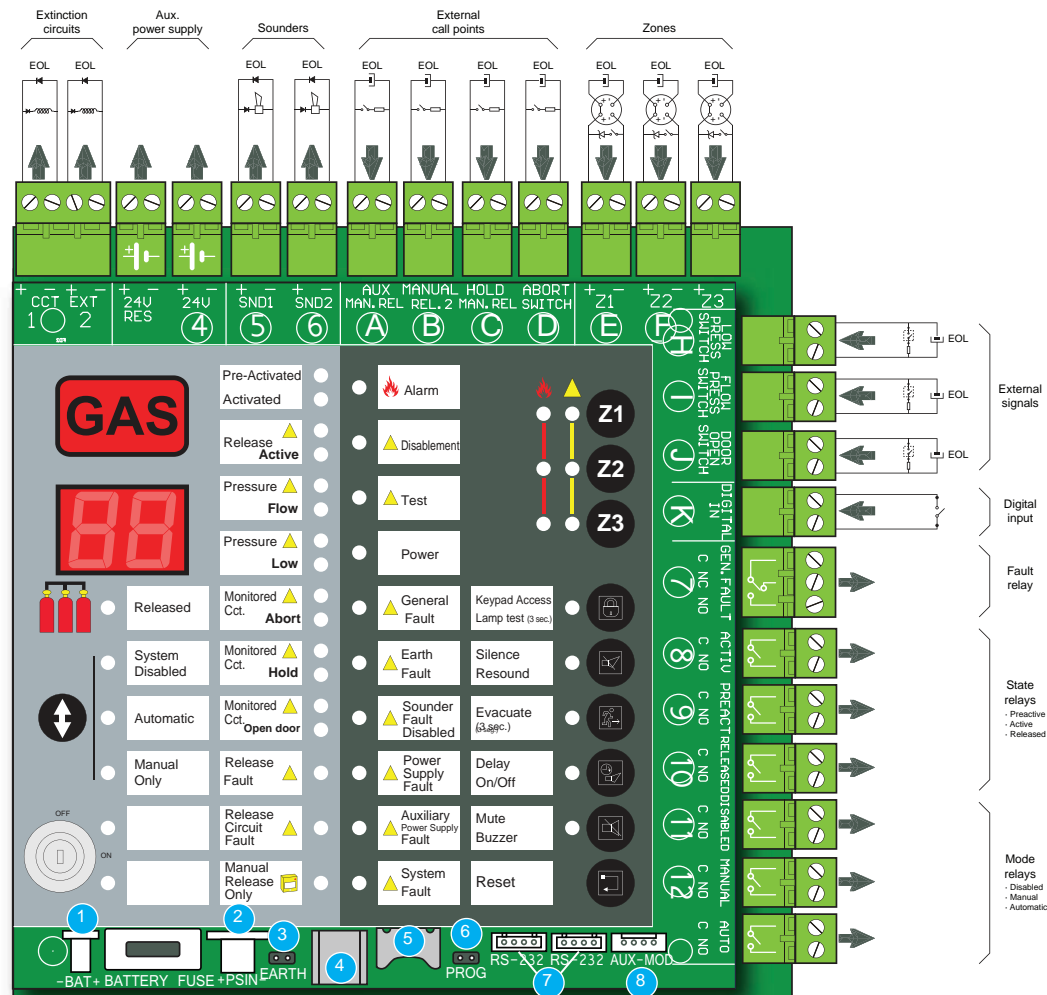 Extinction
circuits
Aux.
power supply
Sounders
External
call points
Zones
EOL
EOL
EOL
EOL
EOL
EOL
EOL
EOL
EOL
EOL
EOL
+ - + -
CCT EXT
1 2
+ - + -
24V
RES
24V
4
+ - + -
SND1 SND2
5 6
AUX
MAN.REL
MANUAL
REL.2
HOLD
MAN.REL
ABORT
SWITCH
A B C D
+ - + - + -
Z1 Z2 Z3
E F
LOW
PRESS
SWITCH
H
FLOW
PRESS
SWITCH
I
DOOR
OPEN
SWITCH
J
DIGITAL
IN
K
GEN.FAULT
C NC NO
7
ACTIV
C NO
8
PREACT
C NO
9
RELEASED
C NO
10
DISABLED
C NO
11
MANUAL
C NO
12
AUTO
C NO
EOL
EOL
EOL
External
signals
Digital
input
Fault
relay
State
relays
- Preactive
- Active
- Released
Mode
relays
- Disabled
- Manual
- Automatic
GAS
88
Pre-Activated
Activated
Release
Active
Pressure
Flow
Pressure
Low
Released
Monitored
Cct.
Abort
System
Disabled
Monitored
Cct.
Hold
Automatic
Monitored
Cct.
Open door
Manual
Only
Release
Fault
Release
Circuit
Fault
Manual
Release
Only
OFF
ON
Alarm
Disablement
Test
Power
General
Fault
Earth
Fault
Sounder
Fault
Disabled
Power
Supply
Fault
Auxiliary
Power Supply
Fault
System
Fault
Z1
Z2
Z3
Keypad Access
Lamp test (3 sec.)
Silence
Resound
Evacuate
(3 sec.)
Delay
On/Off
Mute
Buzzer
Reset
1
2
3
4
5
6
7
8
-BAT+ BATTERY FUSE +PSIN- EARTH PROG RS-232 RS-232 AUX-MOD